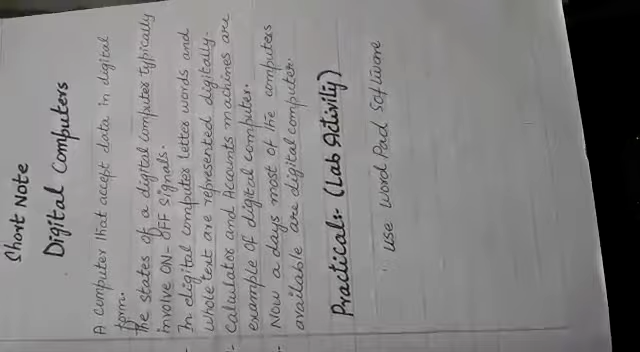 Short Note
Digital Computers
A computer that accept data in digital
form.
The states of a digital computer typically
involve ON-OFF Signals.
- In digital computer letter words and
whole text are represented digitally.
- Calculator and Accounts machines are
example of digital computer.
- Now a days most of the computers
available are digital computer.
Practical:- (Lab Activity)
use word Pad Software